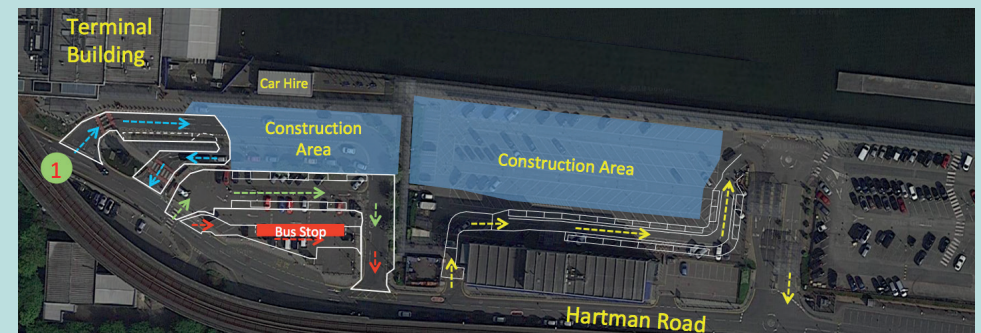 Terminal
Building
Car Hire
Construction
Area
Construction Area
1
Bus Stop
Hartman Road